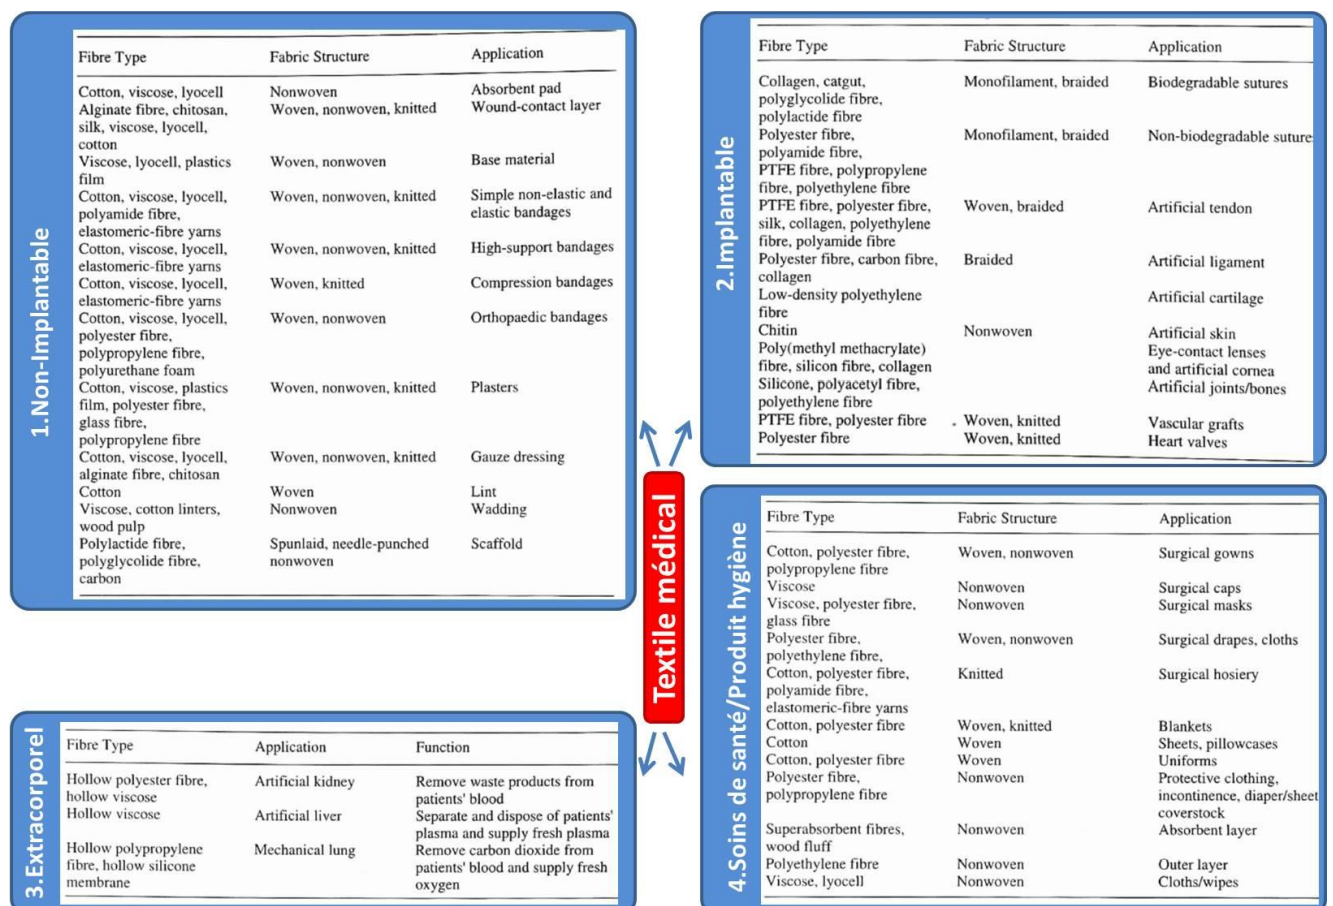 1.Non-Implantable
Fibre Type Fabric Structure Application
Cotton, viscose, lyocell Nonwoven Absorbent pad
Alginate fibre, chitosan, Woven, nonwoven, knitted Wound-contact layer
silk, viscose, lyocell,
cotton
Viscose, lyocell, plastics Woven, nonwoven Base material
film
Cotton, viscose, lyocell, Woven, nonwoven, knitted Simple non-elastic and
polyamide fibre, elastic bandages
elastomeric-fibre yarns
Cotton, viscose, lyocell, Woven, nonwoven, knitted High-support bandages
elastomeric-fibre yarns
Cotton, viscose, lyocell, Woven, knitted Compression bandages
elastomeric-fibre yarns
Cotton, viscose, lyocell, Woven, nonwoven Orthopaedic bandages
polyester fibre,
polypropylene fibre,
polyurethane foam
Cotton, viscose, plastics Woven, nonwoven, knitted Plasters
film, polyester fibre,
glass fibre,
polypropylene fibre
Cotton, viscose, lyocell, Woven, nonwoven, knitted Gauze dressing
alginate fibre, chitosan
Cotton Woven Lint
Viscose, cotton linters, Nonwoven Wadding
wood pulp
Polylactide fibre, Spunlaid, needle-punched Scaffold
polyglycolide fibre, nonwoven
carbon
2.Implantable
Fibre Type Fabric Structure Application
Collagen, catgut, Monofilament, braided Biodegradable sutures
polyglycolide fibre,
polylactide fibre
Polyester fibre, Monofilament, braided Non-biodegradable suture
polyamide fibre,
PTFE fibre, polypropylene
fibre, polyethylene fibre
PTFE fibre, polyester fibre, Woven, braided Artificial tendon
silk, collagen, polyethylene
fibre, polyamide fibre
Polyester fibre, carbon fibre, Braided Artificial ligament
collagen
Low-density polyethylene Artificial cartilage
fibre
Chitin Nonwoven Artificial skin
Poly(methyl methacrylate) Eye-contact lenses
fibre, silicon fibre, collagen and artificial cornea
Silicone, polyacetyl fibre, Artificial joints/bones
polyethylene fibre
PTFE fibre, polyester fibre Woven, knitted Vascular grafts
Polyester fibre Woven, knitted Heart valves
Textile médical
3.Extracorporel
Fibre Type Application Function
Hollow polyester fibre, Artificial kidney Remove waste products from
hollow viscose patients' blood
Hollow viscose Artificial liver Separate and dispose of patients'
plasma and supply fresh plasma
Hollow polypropylene Mechanical lung Remove carbon dioxide from
fibre, hollow silicone patients' blood and supply fresh
membrane oxygen
4.Soins de santé/Produit hygiène
Fibre Type Fabric Structure Application
Cotton, polyester fibre, Woven, nonwoven Surgical gowns
polypropylene fibre
Viscose Nonwoven Surgical caps
Viscose, polyester fibre, Nonwoven Surgical masks
glass fibre
Polyester fibre, Woven, nonwoven Surgical drapes, cloths
polyethylene fibre,
Cotton, polyester fibre, Knitted Surgical hosiery
polyamide fibre,
elastomeric-fibre yarns
Cotton, polyester fibre Woven, knitted Blankets
Cotton Woven Sheets, pillowcases
Cotton, polyester fibre Woven Uniforms
Polyester fibre, Nonwoven Protective clothing,
polypropylene fibre incontinence, diaper/sheet
coverstock
Superabsorbent fibres, Nonwoven Absorbent layer
wood fluff
Polyethylene fibre Nonwoven Outer layer
Viscose, lyocell Nonwoven Cloths/wipes